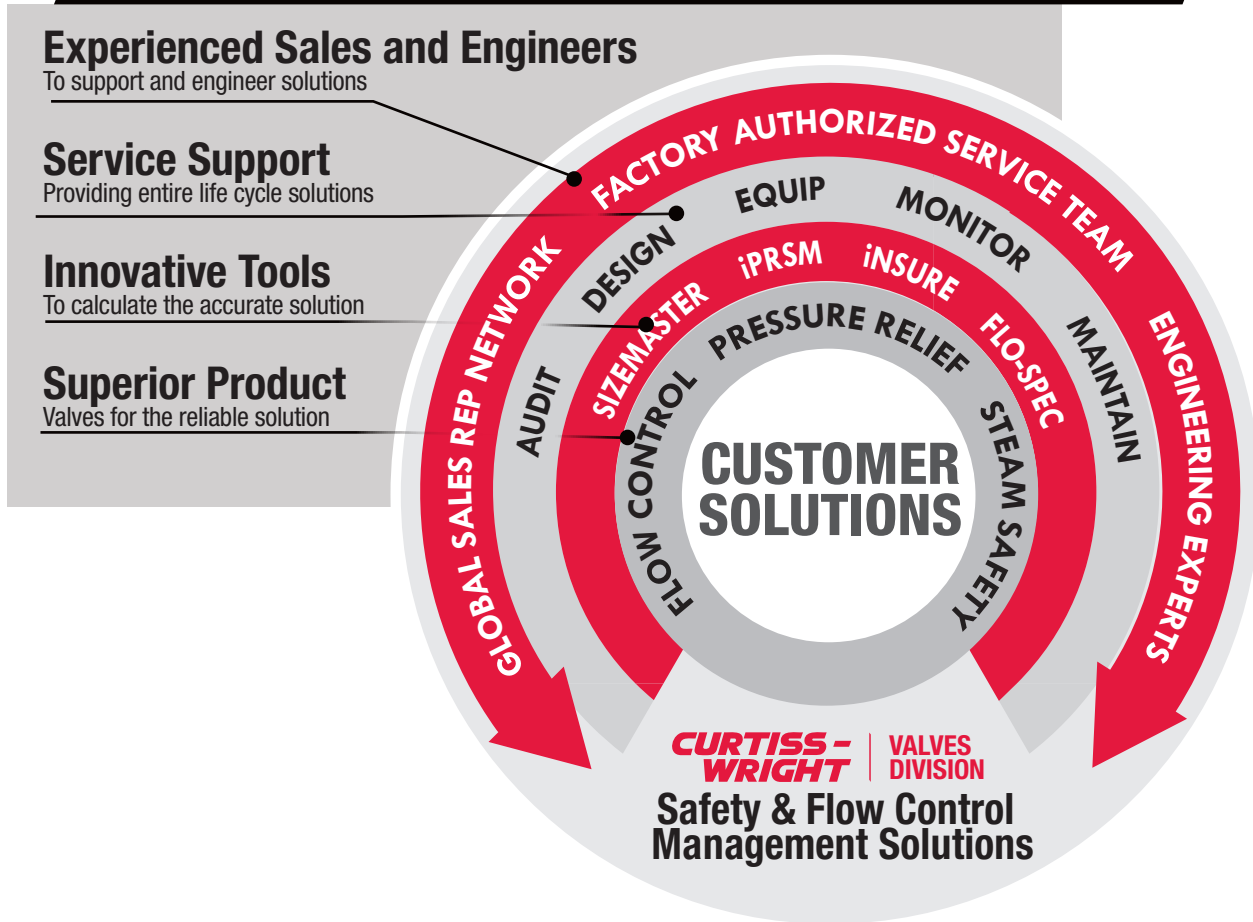 Experienced Sales and Engineers
To support and engineer solutions
Service Support
Providing entire life cycle solutions
Innovative Tools
To calculate the accurate solution
Superior Product
Valves for the reliable solution
GLOBAL SALES REP NETWORK
FACTORY AUTHORIZED SERVICE TEAM
ENGINEERING EXPERTS
AUDIT
DESIGN
EQUIP
MONITOR
MAINTAIN
SIZEMASTER
iPRSM
iNSURE
FLO-SPEC
FLOW CONTROL
PRESSURE RELIEF
STEAM SAFETY
CUSTOMER
SOLUTIONS
CURTISS-
WRIGHT
VALVES
DIVISION
Safety & Flow Control
Management Solutions